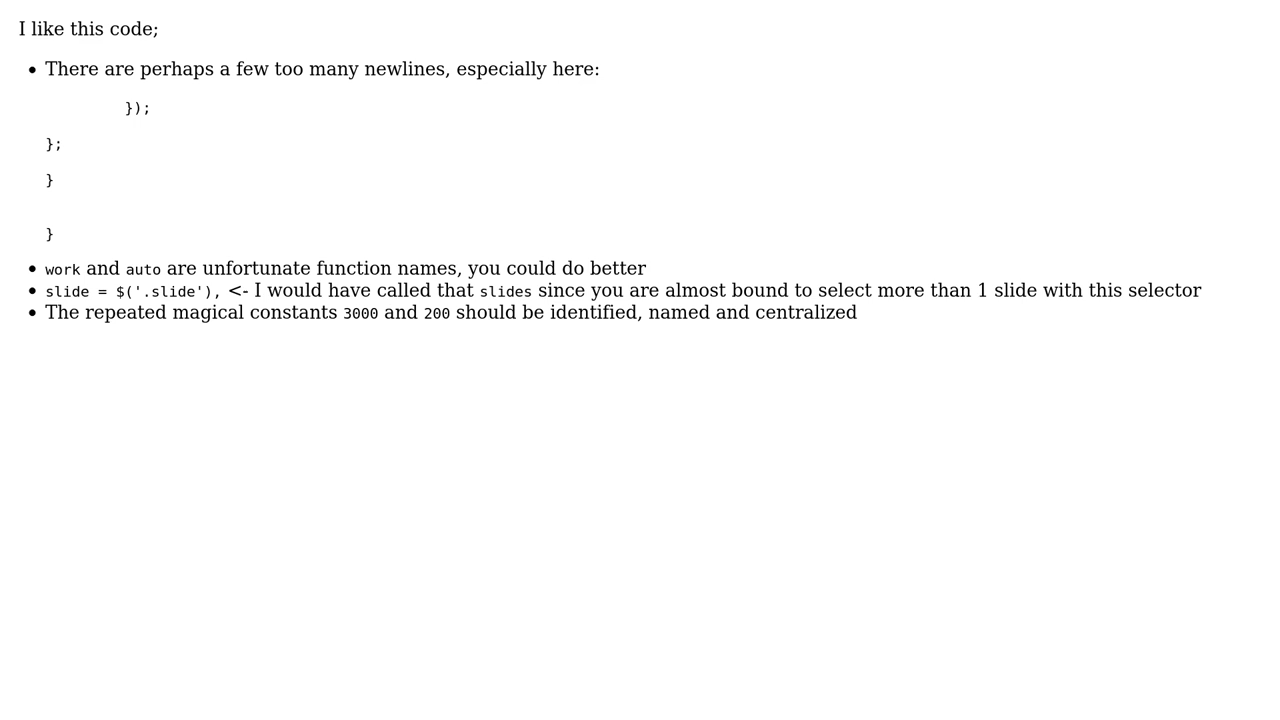 I like this code;
• There are perhaps a few too many newlines, especially here:
});
};
}
}
• work and auto are unfortunate function names, you could do better
• slide = $('.slide'), <- I would have called that slides since you are almost bound to select more than 1 slide with this selector
• The repeated magical constants 3000 and 200 should be identified, named and centralized